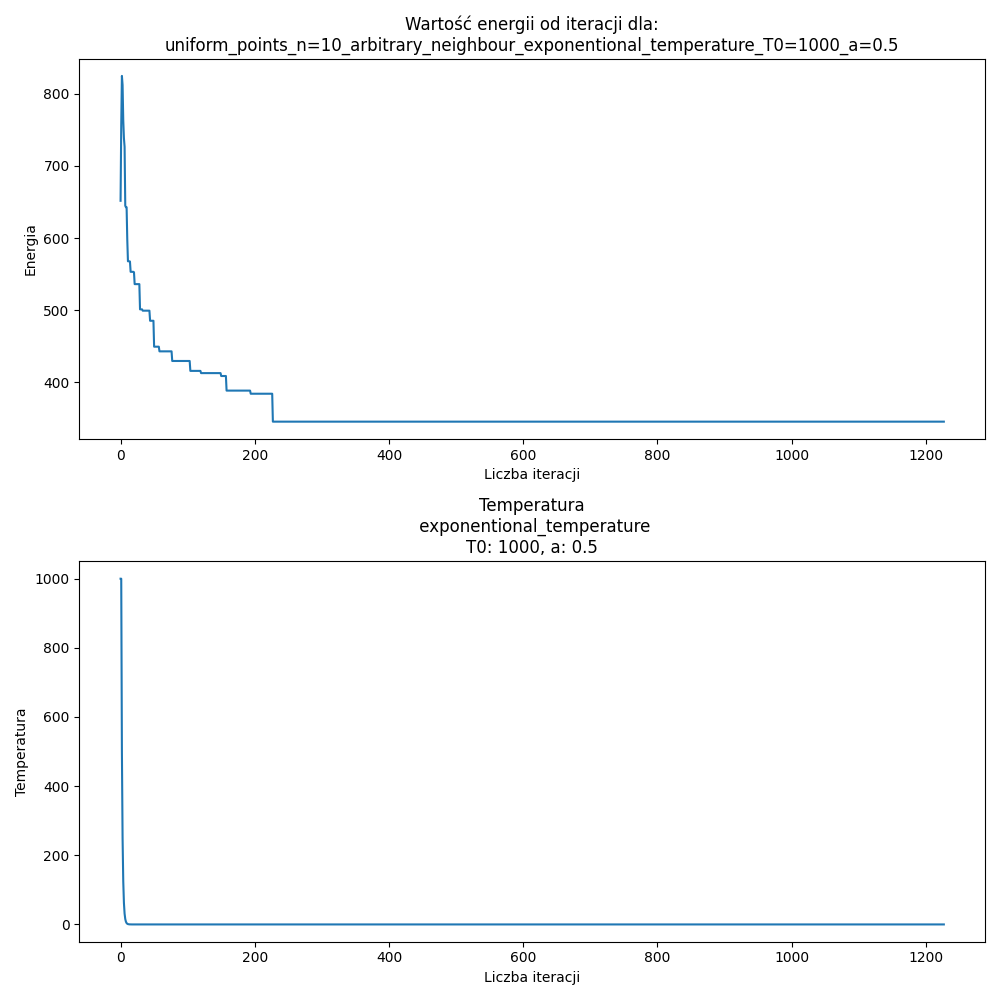 Wartość energii od iteracji dla:
uniform_points_n=10_arbitrary_neighbour_exponentional_temperature_T0=1000_a=0.5
800
700
600
500
400
Energia
0 200 400 600 800 1000 1200
Liczba iteracji
Temperatura
exponentional_temperature
T0: 1000, a: 0.5
1000
800
600
400
200
0
Temperatura
0 200 400 600 800 1000 1200
Liczba iteracji